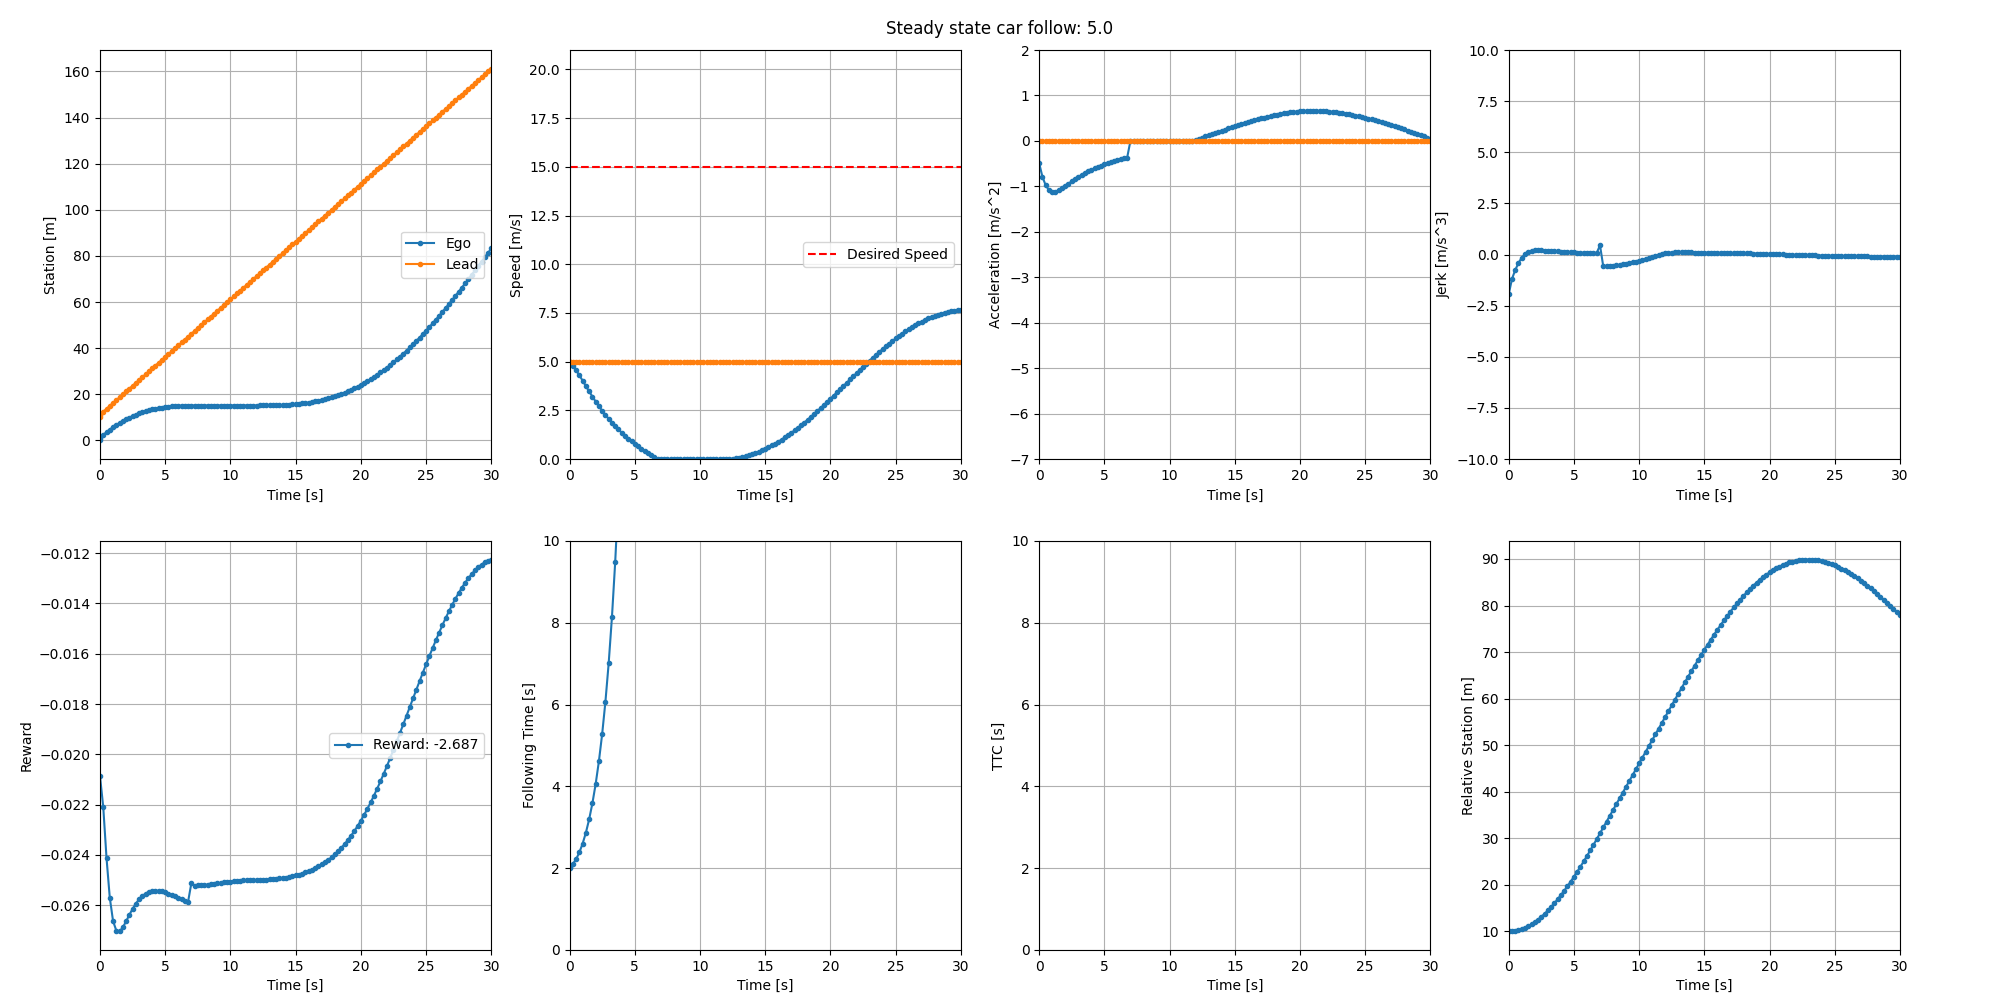 Steady state car follow: 5.0
Station [m]
160
140
120
100
80
60
40
20
0
Ego
Lead
0 5 10 15 20 25 30
Time [s]
Speed [m/s]
20.0
17.5
15.0
12.5
10.0
7.5
5.0
2.5
0.0
Desired Speed
0 5 10 15 20 25 30
Time [s]
Acceleration [m/s^2]
2
1
0
−1
−2
−3
−4
−5
−6
−7
0 5 10 15 20 25 30
Time [s]
Jerk [m/s^3]
10.0
7.5
5.0
2.5
0.0
−2.5
−5.0
−7.5
−10.0
0 5 10 15 20 25 30
Time [s]
Reward
−0.012
−0.014
−0.016
−0.018
−0.020
−0.022
−0.024
−0.026
Reward: -2.687
0 5 10 15 20 25 30
Time [s]
Following Time [s]
10
8
6
4
2
0
0 5 10 15 20 25 30
Time [s]
TTC [s]
10
8
6
4
2
0
0 5 10 15 20 25 30
Time [s]
Relative Station [m]
90
80
70
60
50
40
30
20
10
0 5 10 15 20 25 30
Time [s]